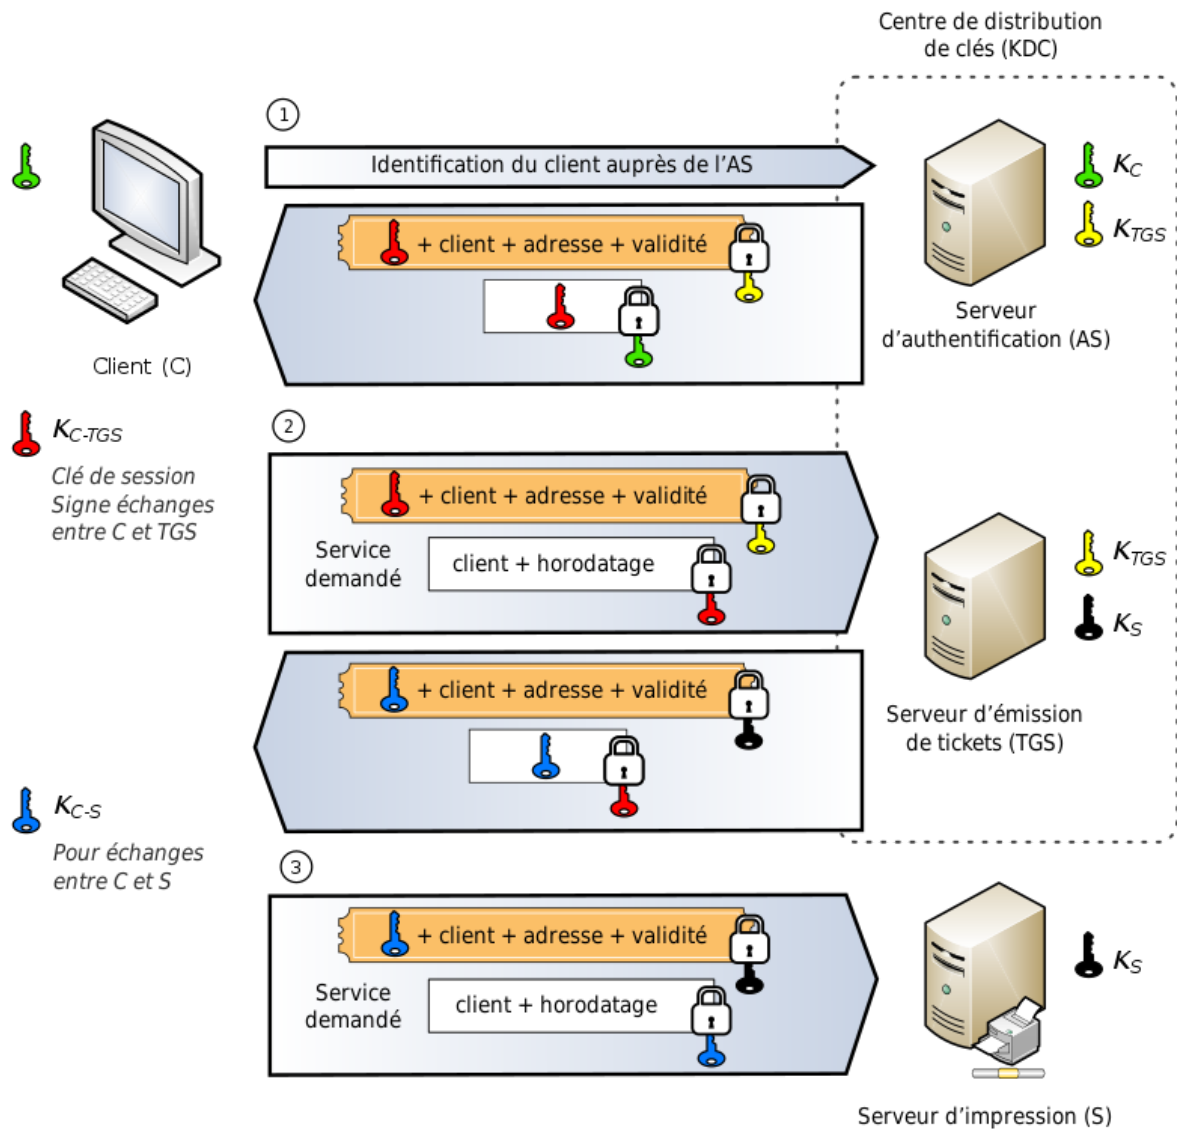 Centre de distribution
de clés (KDC)
1
Identification du client auprès de l'AS
K_C
+ client + adresse + validité
K_TGS
Serveur
d'authentification (AS)
Client (C)
K_C-TGS
Clé de session
Signe échanges
entre C et TGS
2
+ client + adresse + validité
Service
demandé
client + horodatage
K_TGS
K_S
+ client + adresse + validité
Serveur d'émission
de tickets (TGS)
K_C-S
Pour échanges
entre C et S
3
+ client + adresse + validité
Service
demandé
client + horodatage
K_S
Serveur d'impression (S)